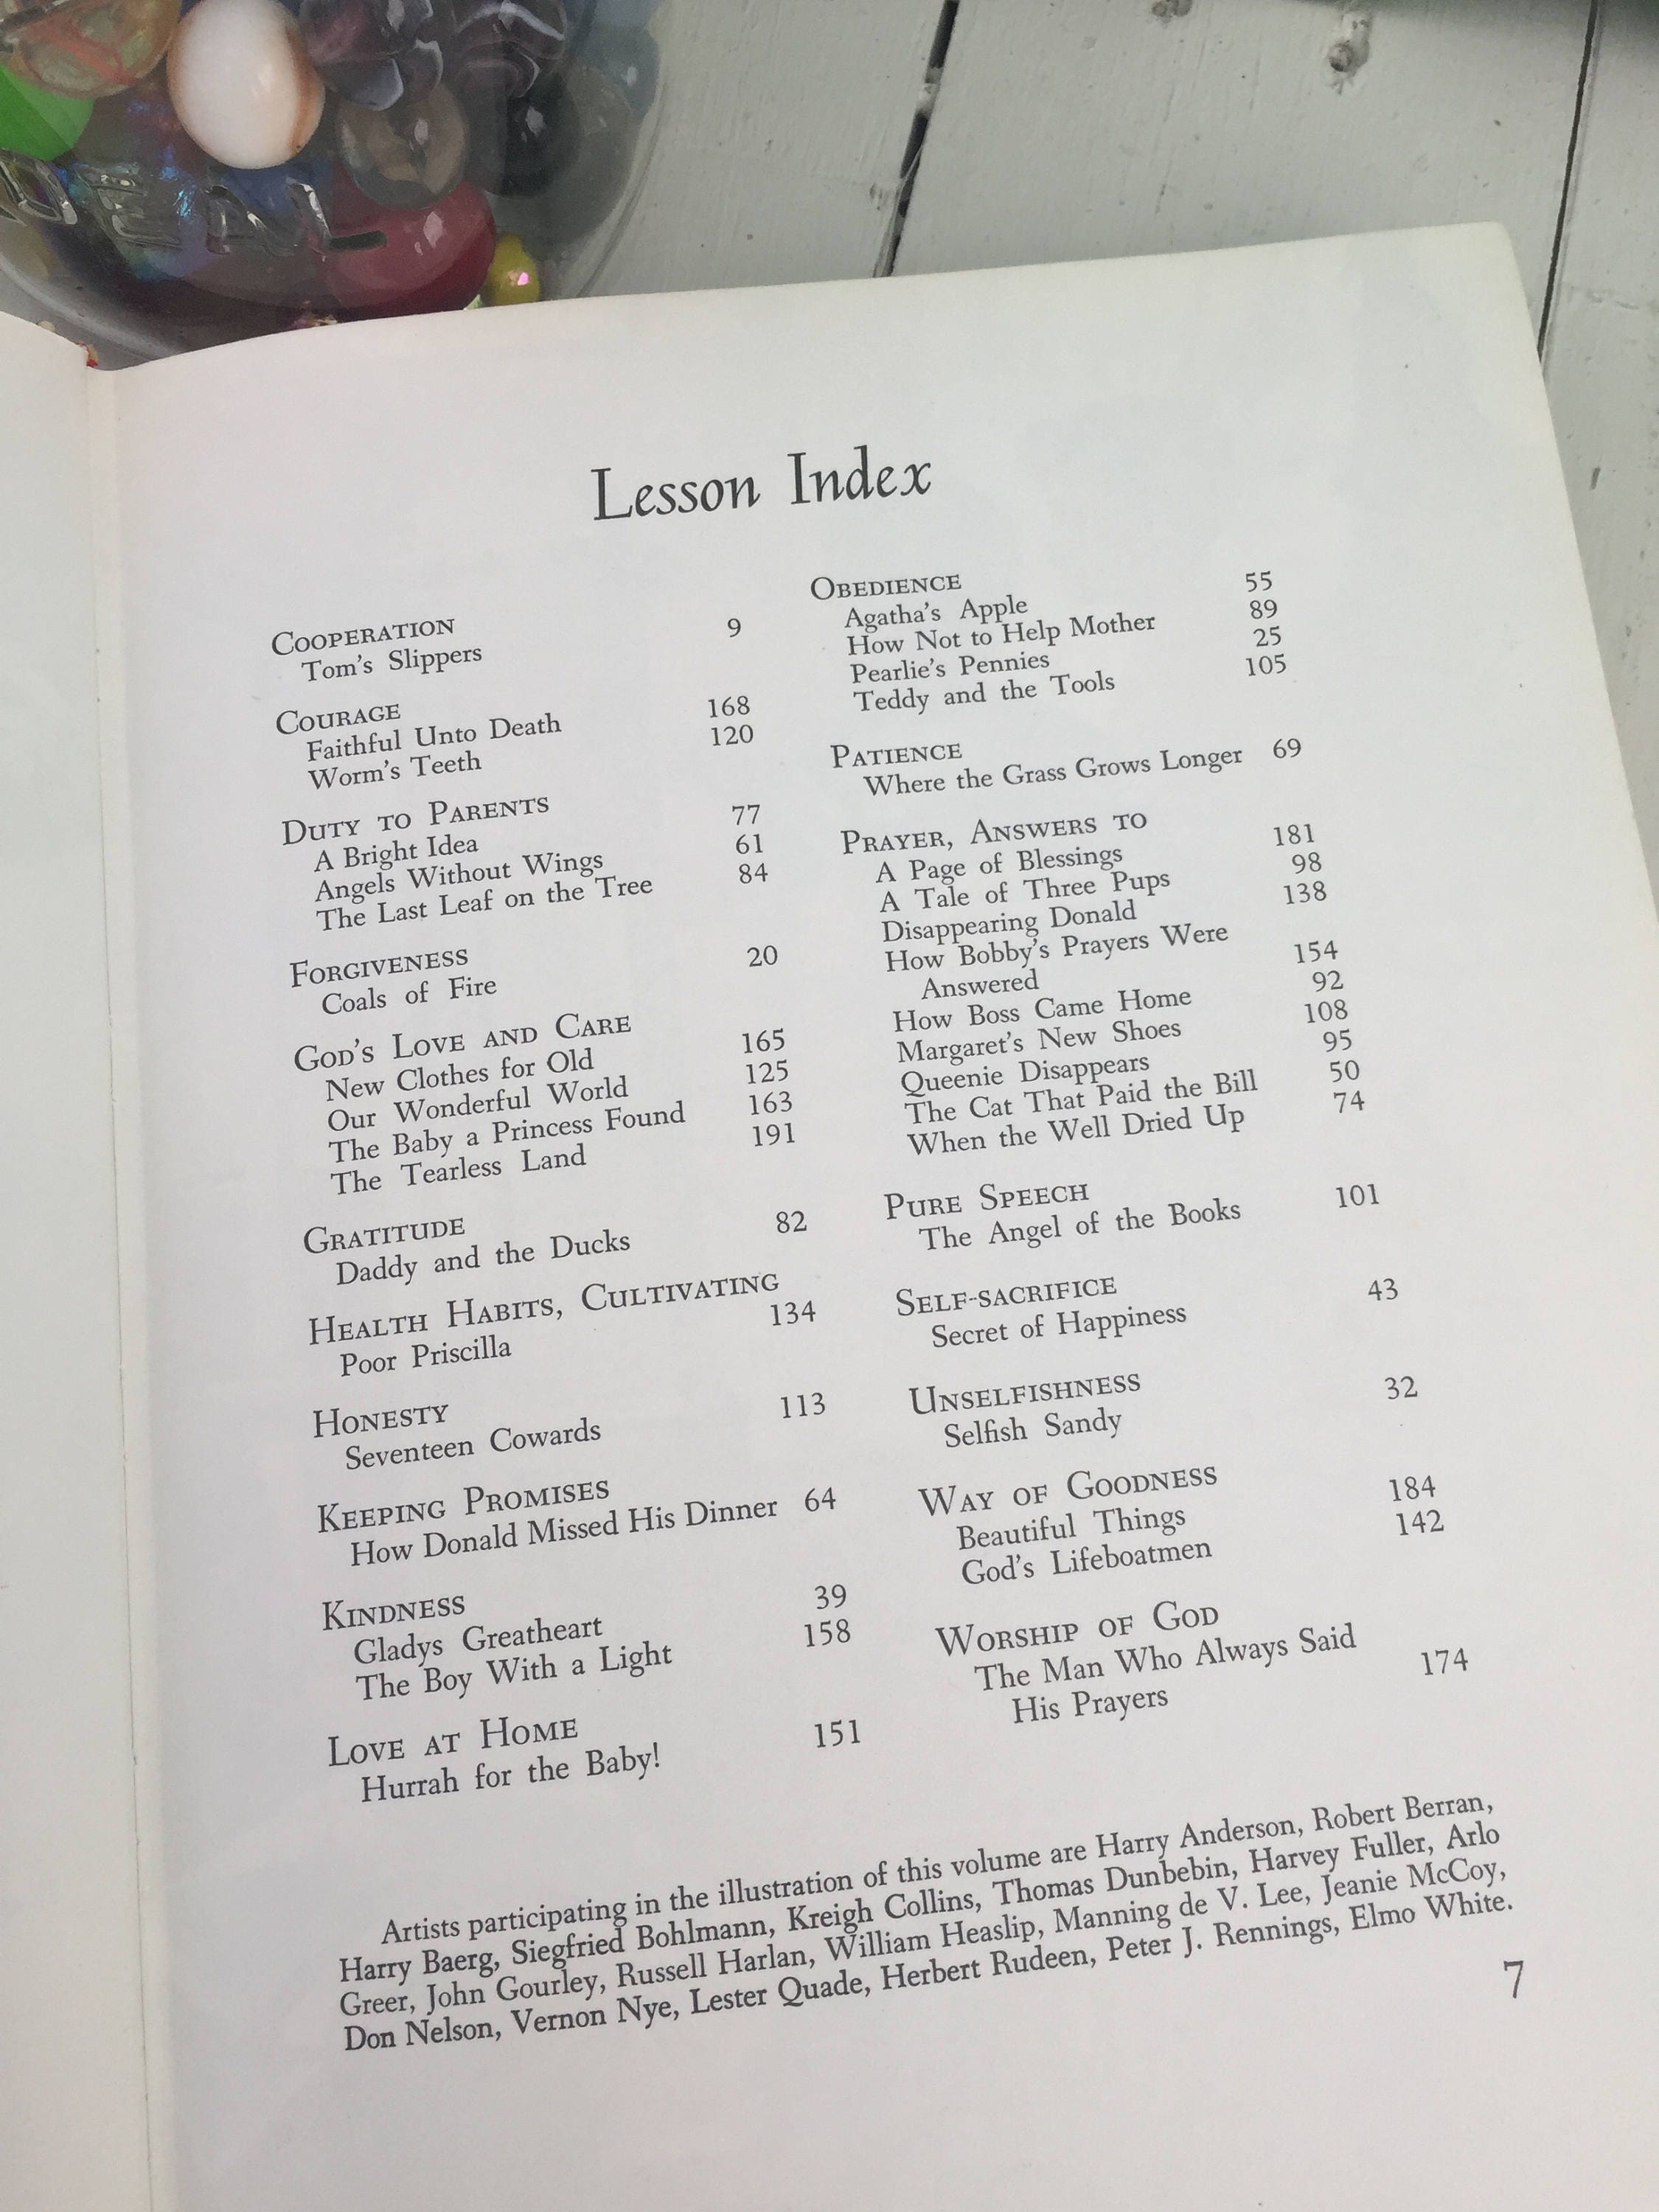 Lesson Index
COOPERATION
Tom's Slippers 9
COURAGE
Faithful Unto Death 168
Worm's Teeth 120
DUTY TO PARENTS
A Bright Idea 77
Angels Without Wings 61
The Last Leaf on the Tree 84
FORGIVENESS
Coals of Fire 20
GOD'S LOVE AND CARE
New Clothes for Old 165
Our Wonderful World 125
The Baby a Princess Found 163
The Tearless Land 191
GRATITUDE
Daddy and the Ducks 82
HEALTH HABITS, CULTIVATING
Poor Priscilla 134
HONESTY
Seventeen Cowards 113
KEEPING PROMISES
How Donald Missed His Dinner 64
KINDNESS
Gladys Greatheart 39
The Boy With a Light 158
LOVE AT HOME
Hurrah for the Baby! 151
OBEDIENCE
Agatha's Apple 55
How Not to Help Mother 89
Pearlie's Pennies 25
Teddy and the Tools 105
PATIENCE
Where the Grass Grows Longer 69
PRAYER, ANSWERS TO
A Page of Blessings 181
A Tale of Three Pups 98
Disappearing Donald 138
How Bobby's Prayers Were
Answered 154
How Boss Came Home 92
Margaret's New Shoes 108
Queenie Disappears 95
The Cat That Paid the Bill 50
When the Well Dried Up 74
PURE SPEECH
The Angel of the Books 101
SELF-SACRIFICE
Secret of Happiness 43
UNSELFISHNESS
Selfish Sandy 32
WAY OF GOODNESS
Beautiful Things 184
God's Lifeboatmen 142
WORSHIP OF GOD
The Man Who Always Said
His Prayers 174
Artists participating in the illustration of this volume are Harry Anderson, Robert Berran,
Harry Baerg, Siegfried Bohlmann, Kreigh Collins, Thomas Dunbebin, Harvey Fuller, Arlo
Greer, John Gourley, Russell Harlan, William Heaslip, Manning de V. Lee, Jeanie McCoy,
Don Nelson, Vernon Nye, Lester Quade, Herbert Rudeen, Peter J. Rennings, Elmo White.
7